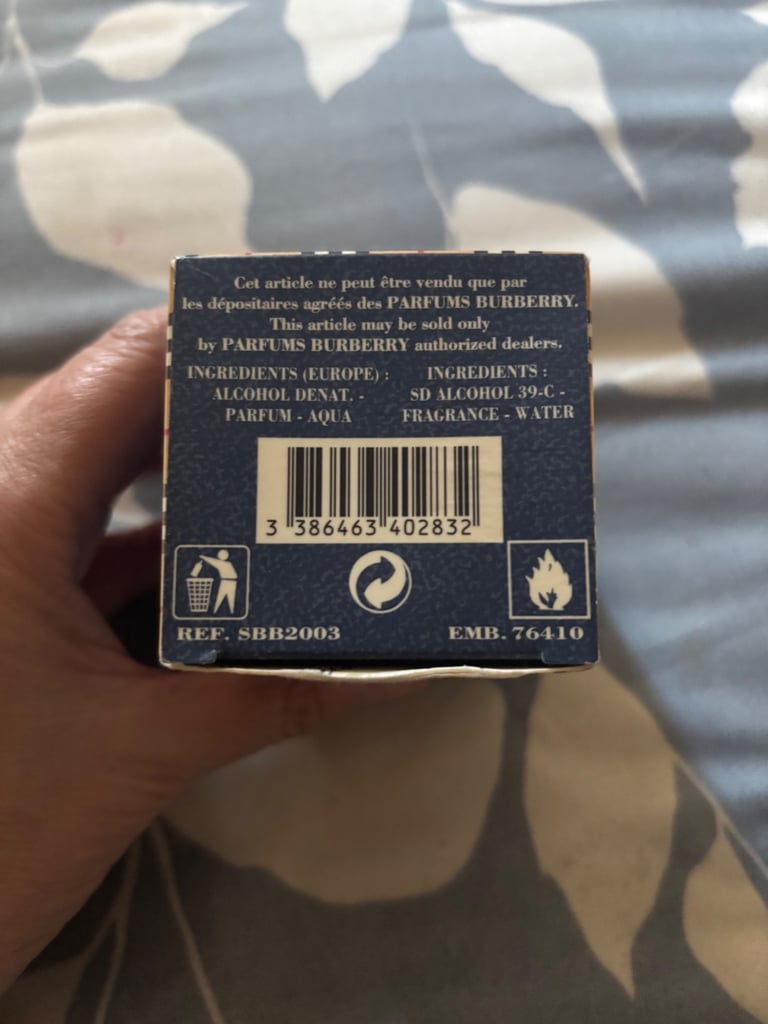 Cet article ne peut être vendu que par
les dépositaires agréés des PARFUMS BURBERRY.
This article may be sold only
by PARFUMS BURBERRY authorized dealers.
INGREDIENTS (EUROPE) :
ALCOHOL DENAT. -
PARFUM - AQUA
INGREDIENTS :
SD ALCOHOL 39-C -
FRAGRANCE - WATER
3 386463 402832
REF. SBB2003
EMB. 76410